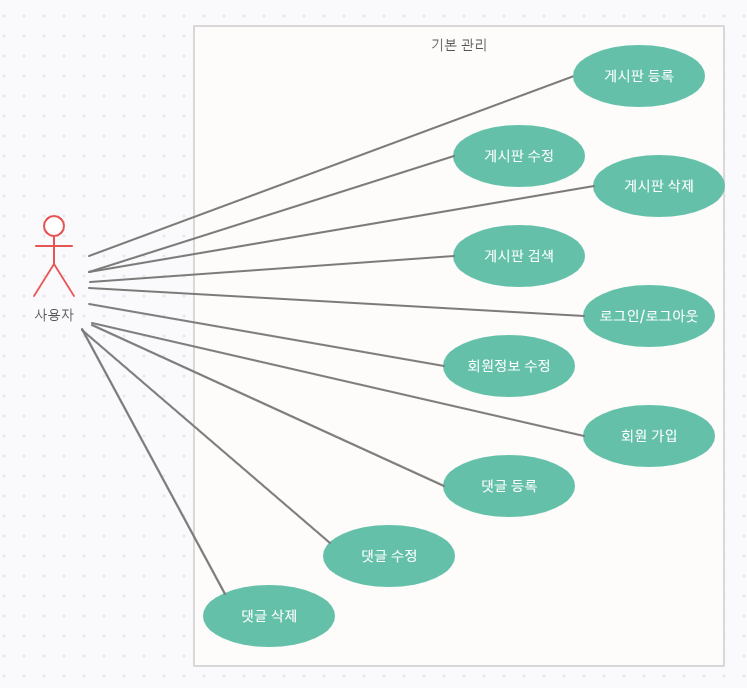 기본 관리
게시판 등록
게시판 수정
게시판 삭제
게시판 검색
사용자
로그인/로그아웃
회원정보 수정
회원 가입
댓글 등록
댓글 수정
댓글 삭제